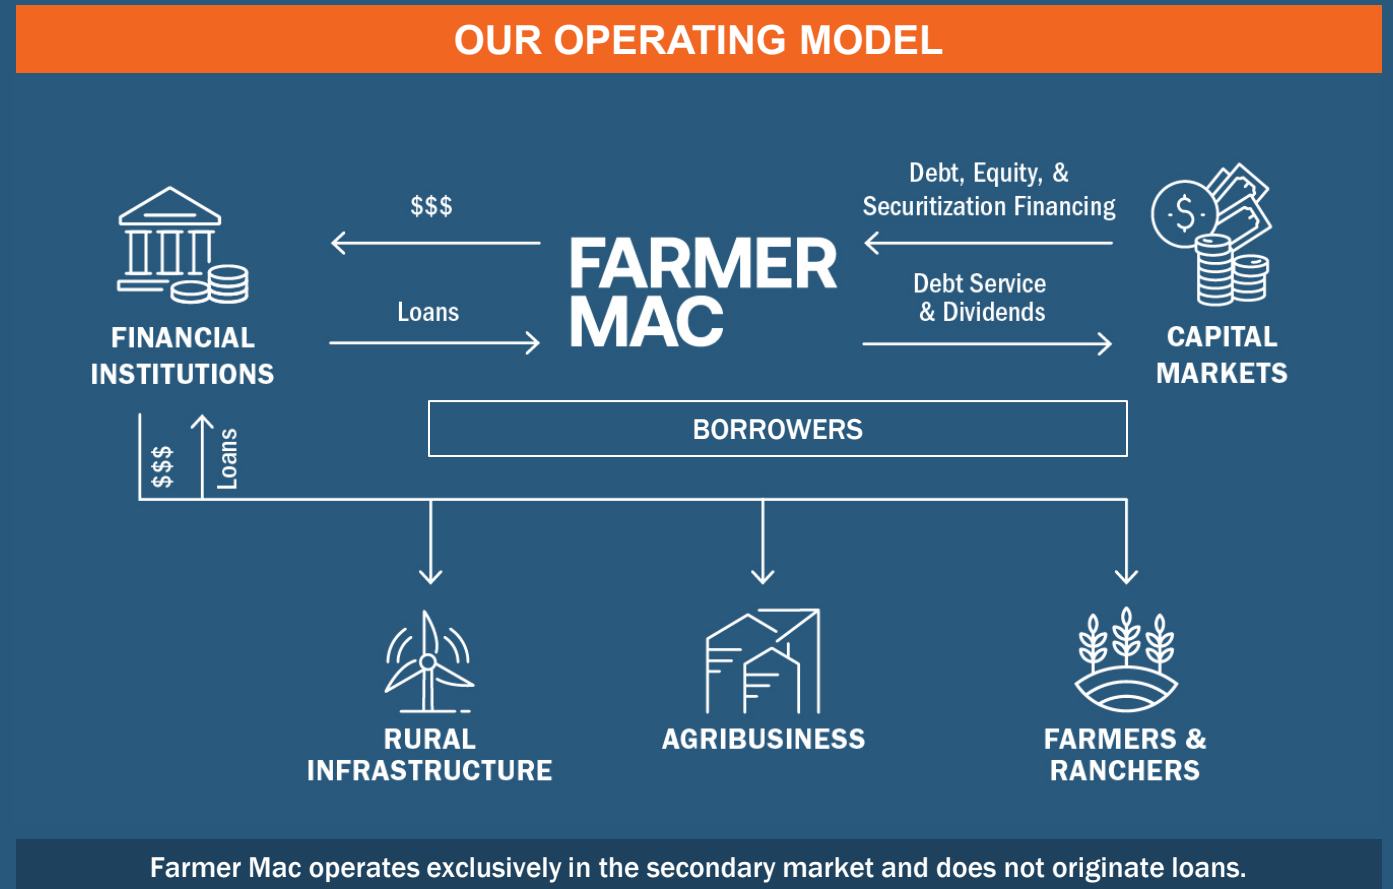 OUR OPERATING MODEL
$$$
Loans
FARMER
MAC
Debt, Equity, &
Securitization Financing
Debt Service
& Dividends
FINANCIAL
INSTITUTIONS
$
CAPITAL
MARKETS
$$$
Loans
BORROWERS
RURAL
INFRASTRUCTURE
AGRIBUSINESS
FARMERS &
RANCHERS
Farmer Mac operates exclusively in the secondary market and does not originate loans.